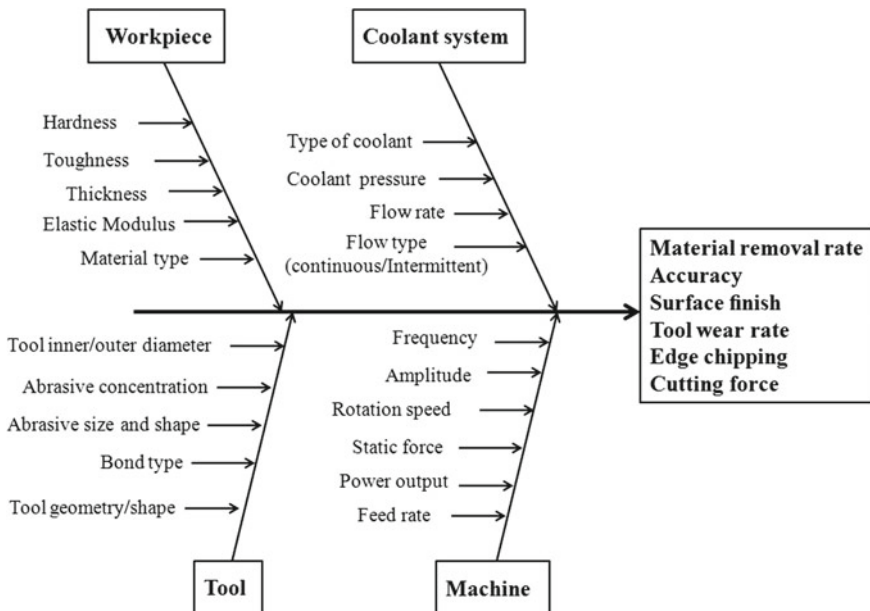 Workpiece
Coolant system
Hardness
Toughness
Thickness
Elastic Modulus
Material type
Type of coolant
Coolant pressure
Flow rate
Flow type
(continuous/Intermittent)
Material removal rate
Accuracy
Surface finish
Tool wear rate
Edge chipping
Cutting force
Tool inner/outer diameter
Abrasive concentration
Abrasive size and shape
Bond type
Tool geometry/shape
Frequency
Amplitude
Rotation speed
Static force
Power output
Feed rate
Tool
Machine